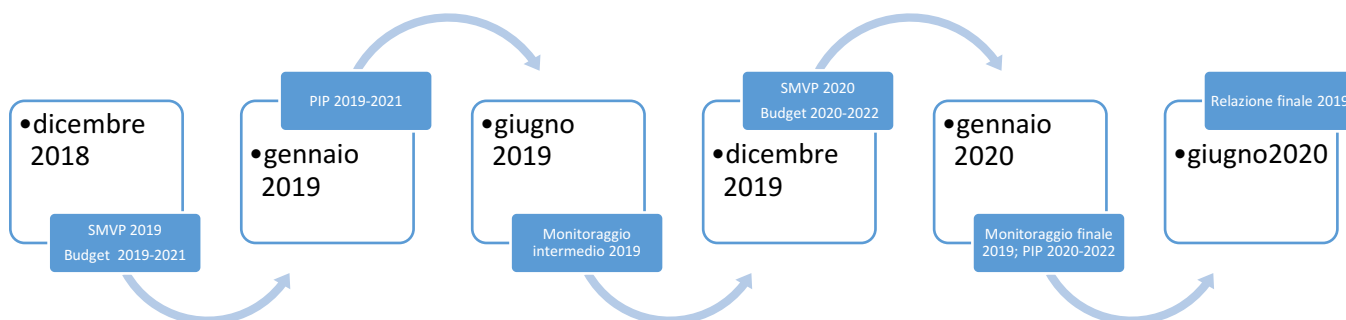 •dicembre
2018
SMVP 2019
Budget 2019-2021
PIP 2019-2021
•gennaio
2019
•giugno
2019
Monitoraggio
intermedio 2019
SMVP 2020
Budget 2020-2022
•dicembre
2019
•gennaio
2020
Monitoraggio finale
2019; PIP 2020-2022
Relazione finale 2019
•giugno2020